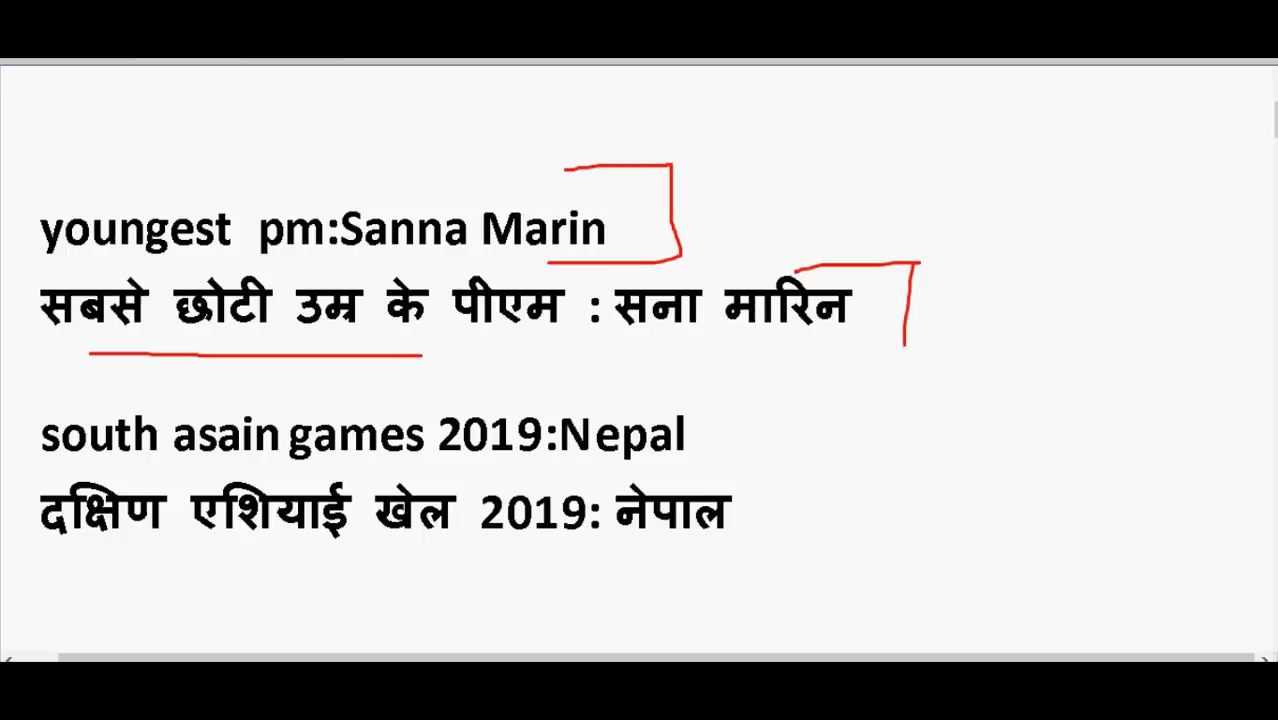 youngest pm:Sanna Marin
सबसे छोटी उम्र के पीएम : सना मारिन
south asain games 2019:Nepal
दक्षिण एशियाई खेल 2019: नेपाल